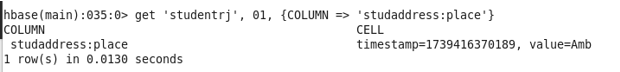 hbase(main):035:0> get 'studentrj', 01, {COLUMN => 'studaddress:place'}
COLUMN CELL
studaddress:place timestamp=1739416370189, value=Amb
1 row(s) in 0.0130 seconds